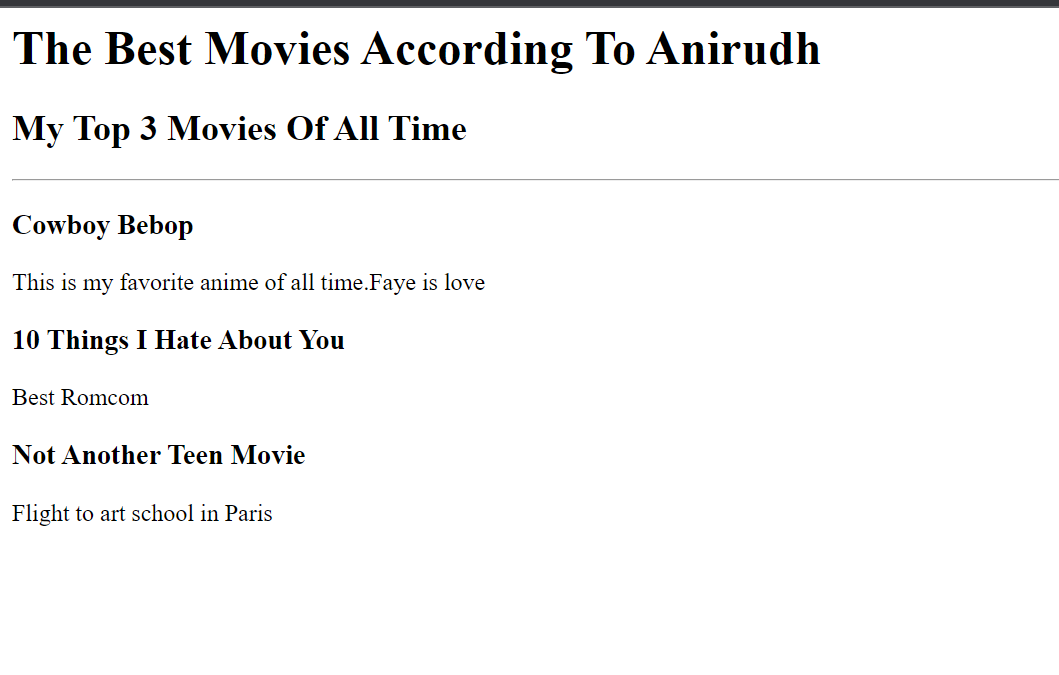 The Best Movies According To Anirudh
My Top 3 Movies Of All Time
Cowboy Bebop
This is my favorite anime of all time.Faye is love
10 Things I Hate About You
Best Romcom
Not Another Teen Movie
Flight to art school in Paris